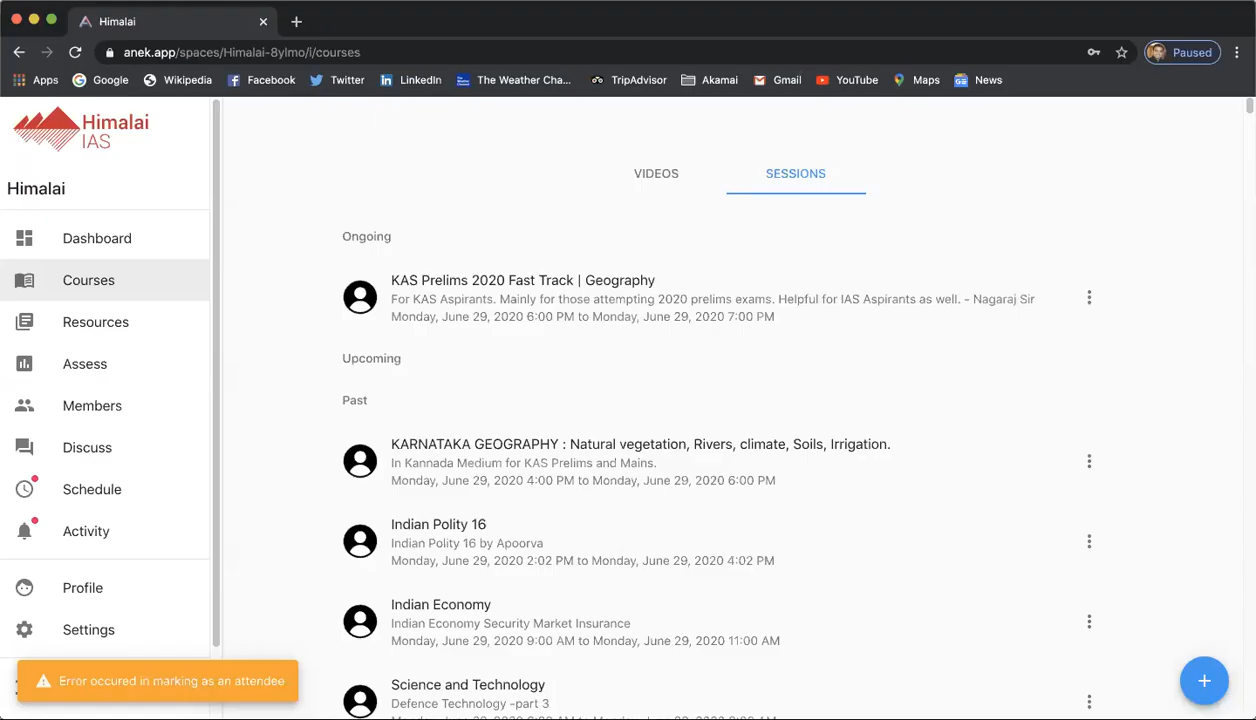 Himalai
anek.app/spaces/Himalai-8ylmo/i/courses
Paused
Apps
Google
Wikipedia
Facebook
Twitter
LinkedIn
The Weather Cha...
TripAdvisor
Akamai
Gmail
YouTube
Maps
News
Himalai
IAS
Himalai
Dashboard
Courses
Resources
Assess
Members
Discuss
Schedule
Activity
Profile
Settings
Error occured in marking as an attendee
VIDEOS
SESSIONS
Ongoing
KAS Prelims 2020 Fast Track | Geography
For KAS Aspirants. Mainly for those attempting 2020 prelims exams. Helpful for IAS Aspirants as well. - Nagaraj Sir
Monday, June 29, 2020 6:00 PM to Monday, June 29, 2020 7:00 PM
Upcoming
Past
KARNATAKA GEOGRAPHY : Natural vegetation, Rivers, climate, Soils, Irrigation.
In Kannada Medium for KAS Prelims and Mains.
Monday, June 29, 2020 4:00 PM to Monday, June 29, 2020 6:00 PM
Indian Polity 16
Indian Polity 16 by Apoorva
Monday, June 29, 2020 2:02 PM to Monday, June 29, 2020 4:02 PM
Indian Economy
Indian Economy Security Market Insurance
Monday, June 29, 2020 9:00 AM to Monday, June 29, 2020 11:00 AM
Science and Technology
Defence Technology -part 3